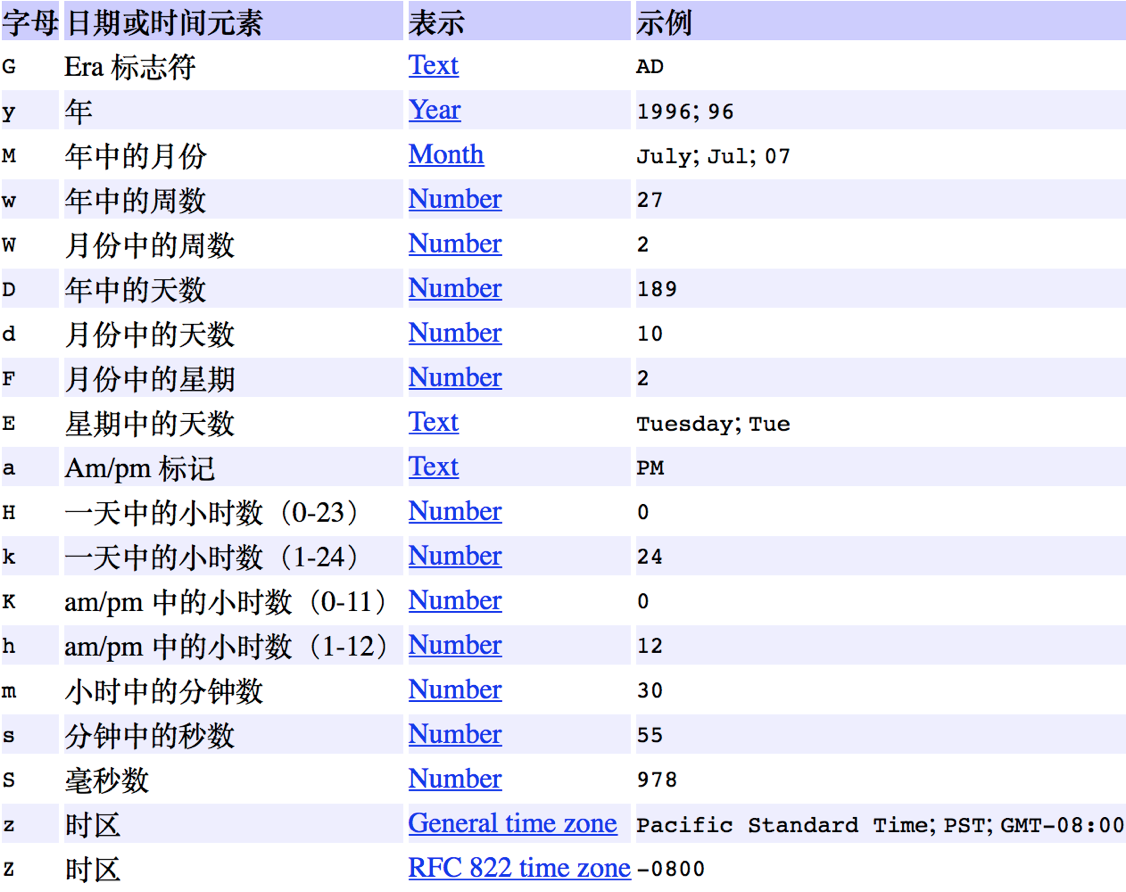 字母 日期或时间元素 表示 示例
G Era 标志符 Text AD
y 年 Year 1996; 96
M 年中的月份 Month July; Jul; 07
w 年中的周数 Number 27
W 月份中的周数 Number 2
D 年中的天数 Number 189
d 月份中的天数 Number 10
F 月份中的星期 Number 2
E 星期中的天数 Text Tuesday; Tue
a Am/pm 标记 Text PM
H 一天中的小时数（0-23） Number 0
k 一天中的小时数（1-24） Number 24
K am/pm 中的小时数（0-11） Number 0
h am/pm 中的小时数（1-12） Number 12
m 小时中的分钟数 Number 30
s 分钟中的秒数 Number 55
S 毫秒数 Number 978
z 时区 General time zone Pacific Standard Time; PST; GMT-08:00
Z 时区 RFC 822 time zone -0800